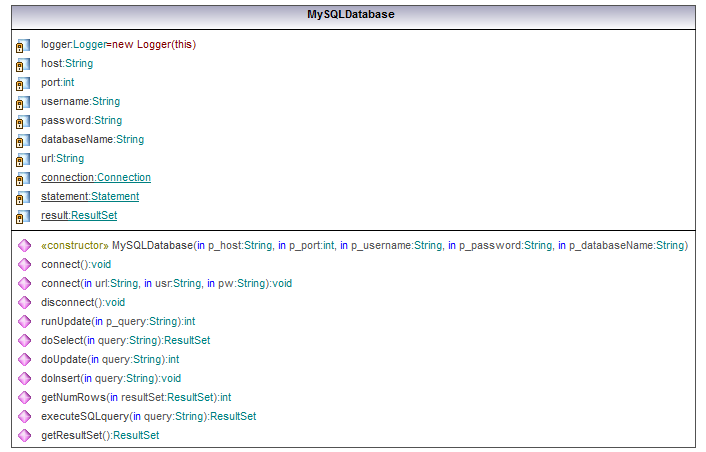 MySQLDatabase
logger:Logger=new Logger(this)
host:String
port:int
username:String
password:String
databaseName:String
url:String
connection:Connection
statement:Statement
result:ResultSet
«constructor» MySQLDatabase(in p_host:String, in p_port:int, in p_username:String, in p_password:String, in p_databaseName:String)
connect():void
connect(in url:String, in usr:String, in pw:String):void
disconnect():void
runUpdate(in p_query:String):int
doSelect(in query:String):ResultSet
doUpdate(in query:String):int
doInsert(in query:String):void
getNumRows(in resultSet:ResultSet):int
executeSQLquery(in query:String):ResultSet
getResultSet():ResultSet